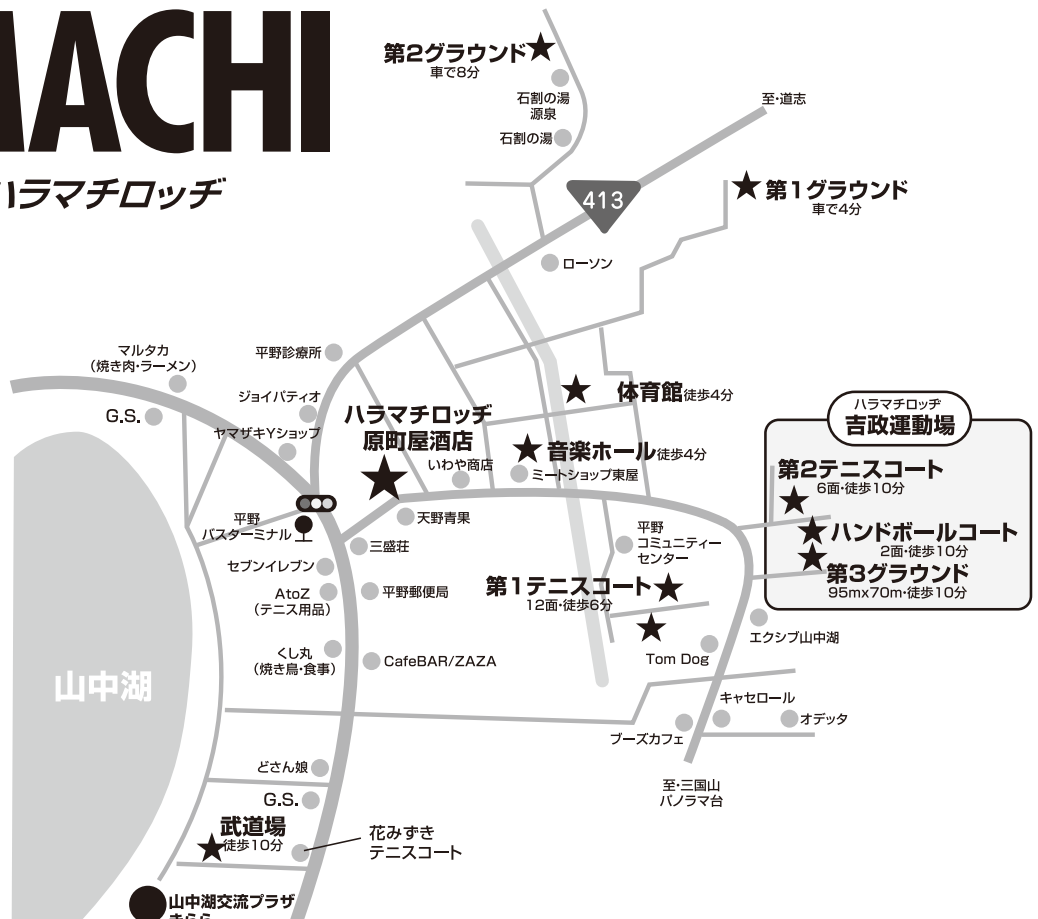 MACHI
ハラマチロッヂ
第2グラウンド
車で8分
石割の湯
源泉
石割の湯
至・道志
413
第1グラウンド
車で4分
ローソン
マルタカ
(焼き肉・ラーメン)
平野診療所
G.S.
ジョイパティオ
ヤマザキYショップ
ハラマチロッヂ
原町屋酒店
いわや商店
体育館徒歩4分
音楽ホール徒歩4分
ミートショップ東屋
ハラマチロッヂ
吉政運動場
第2テニスコート
6面・徒歩10分
ハンドボールコート
2面・徒歩10分
第3グラウンド
95mx70m・徒歩10分
平野
バスターミナル
天野青果
三盛荘
平野
コミュニティー
センター
セブンイレブン
AtoZ
(テニス用品)
平野郵便局
第1テニスコート
12面・徒歩6分
エクシブ山中湖
くし丸
(焼き鳥・食事)
CafeBAR/ZAZA
Tom Dog
山中湖
キャセロール
オデッタ
ブーズカフェ
至・三国山
パノラマ台
どさん娘
G.S.
武道場
徒歩10分
花みずき
テニスコート
山中湖交流プラザ
きらら